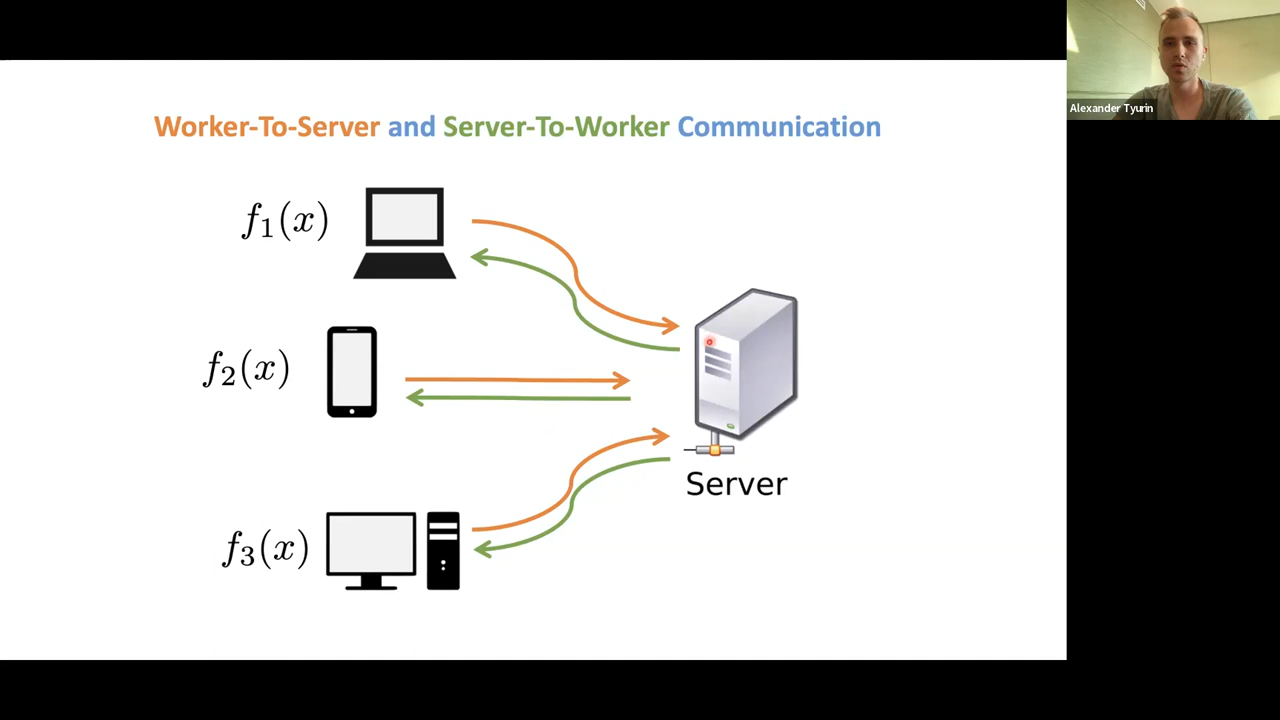 Worker-To-Server and Server-To-Worker Communication
f₁(x)
f₂(x)
f₃(x)
Server
Alexander Tyurin